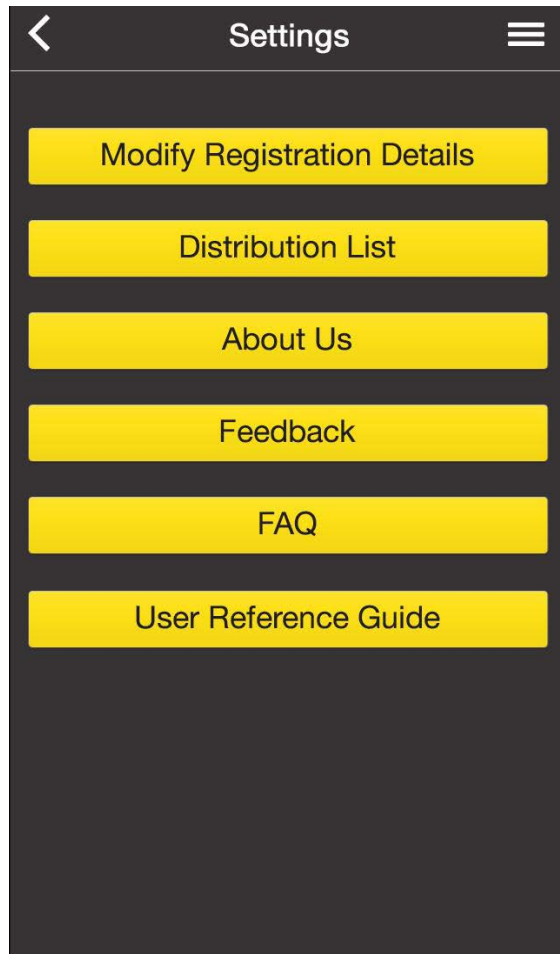 Settings
Modify Registration Details
Distribution List
About Us
Feedback
FAQ
User Reference Guide